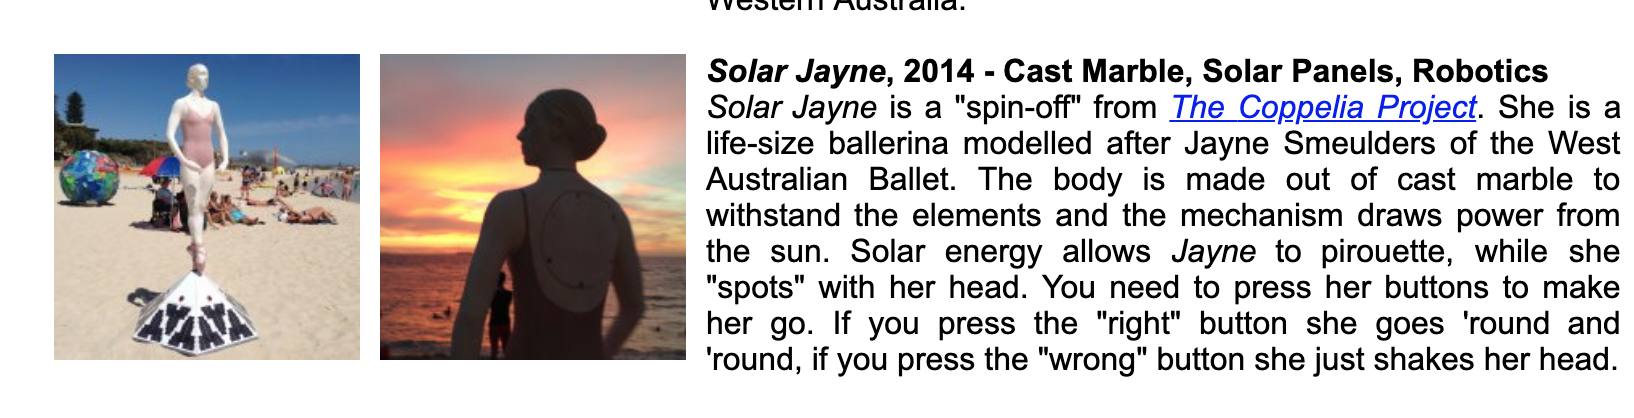 Western Australia.
Solar Jayne, 2014 - Cast Marble, Solar Panels, Robotics
Solar Jayne is a "spin-off" from The Coppelia Project. She is a
life-size ballerina modelled after Jayne Smeulders of the West
Australian Ballet. The body is made out of cast marble to
withstand the elements and the mechanism draws power from
the sun. Solar energy allows Jayne to pirouette, while she
"spots" with her head. You need to press her buttons to make
her go. If you press the "right" button she goes 'round and
'round, if you press the "wrong" button she just shakes her head.